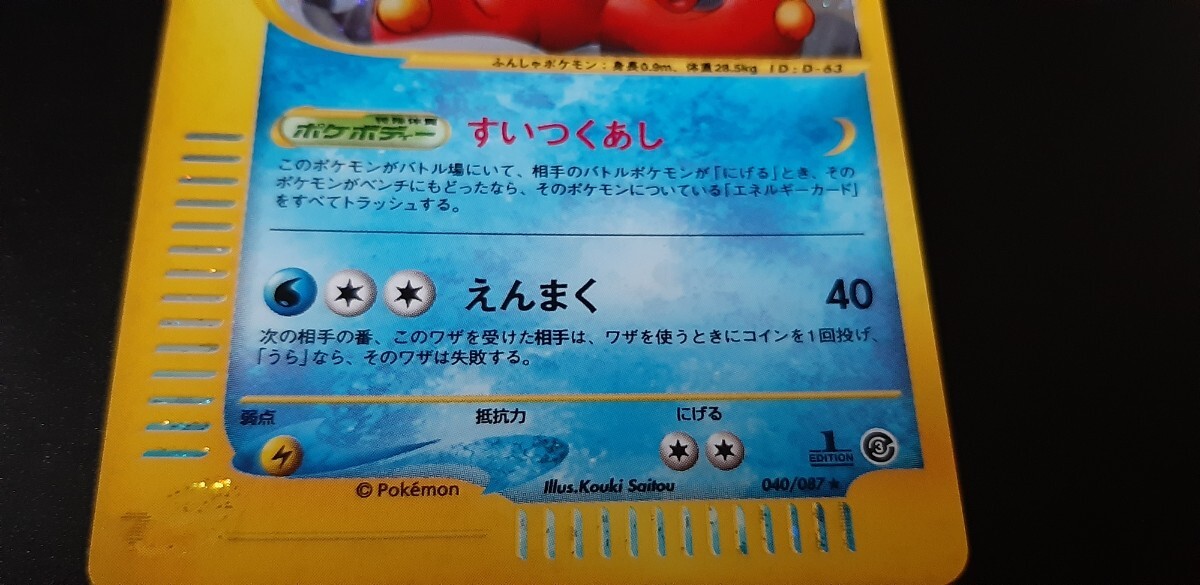 ふんしゃポケモン：身長0.9m、体重28.5kg ID：D-63
特殊体質
ポケボディー すいつくあし
このポケモンがバトル場にいて、相手のバトルポケモンが「にげる」とき、その
ポケモンがベンチにもどったなら、そのポケモンについている「エネルギーカード」
をすべてトラッシュする。
えんまく 40
次の相手の番、このワザを受けた相手は、ワザを使うときにコインを1回投げ、
「うら」なら、そのワザは失敗する。
弱点 抵抗力 にげる
1 EDITION 3
© Pokémon Illus.Kouki Saitou 040/087★